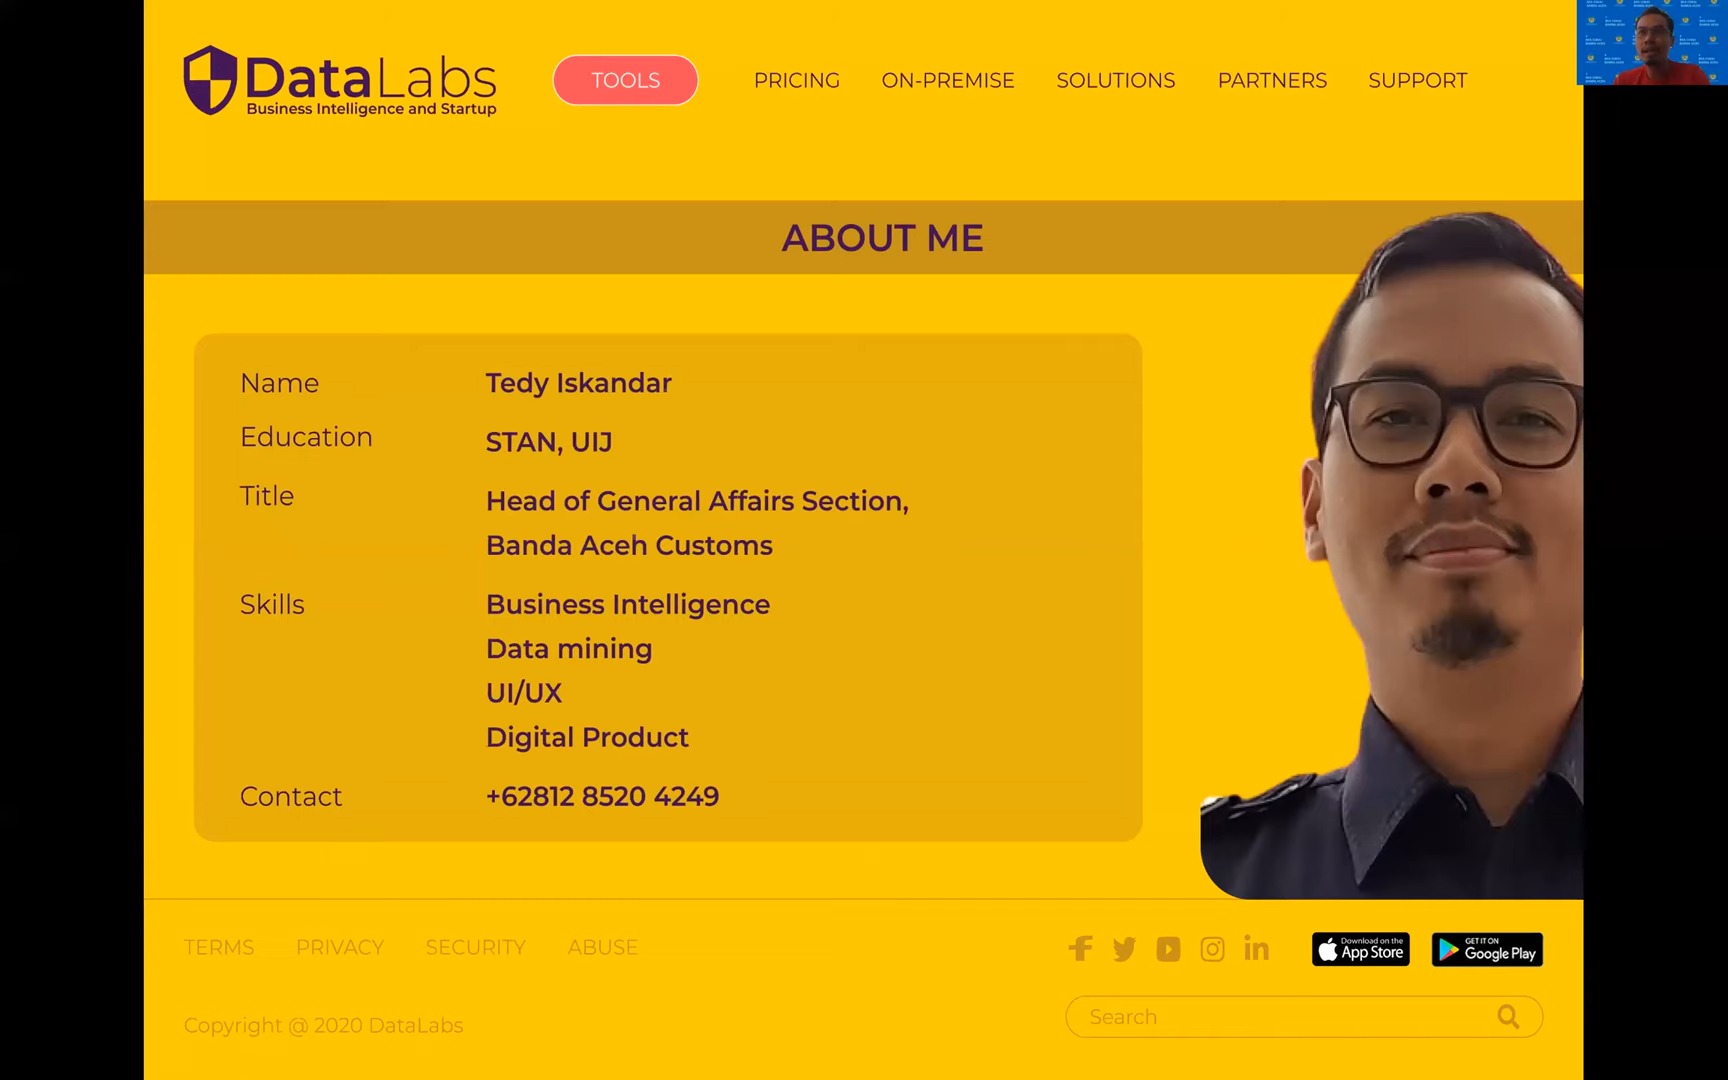 DataLabs
Business Intelligence and Startup
TOOLS
PRICING
ON-PREMISE
SOLUTIONS
PARTNERS
SUPPORT
ABOUT ME
Name Tedy Iskandar
Education STAN, UIJ
Title Head of General Affairs Section,
Banda Aceh Customs
Skills Business Intelligence
Data mining
UI/UX
Digital Product
Contact +62812 8520 4249
TERMS PRIVACY SECURITY ABUSE
Download on the
App Store
GET IT ON
Google Play
Search
Copyright @ 2020 DataLabs